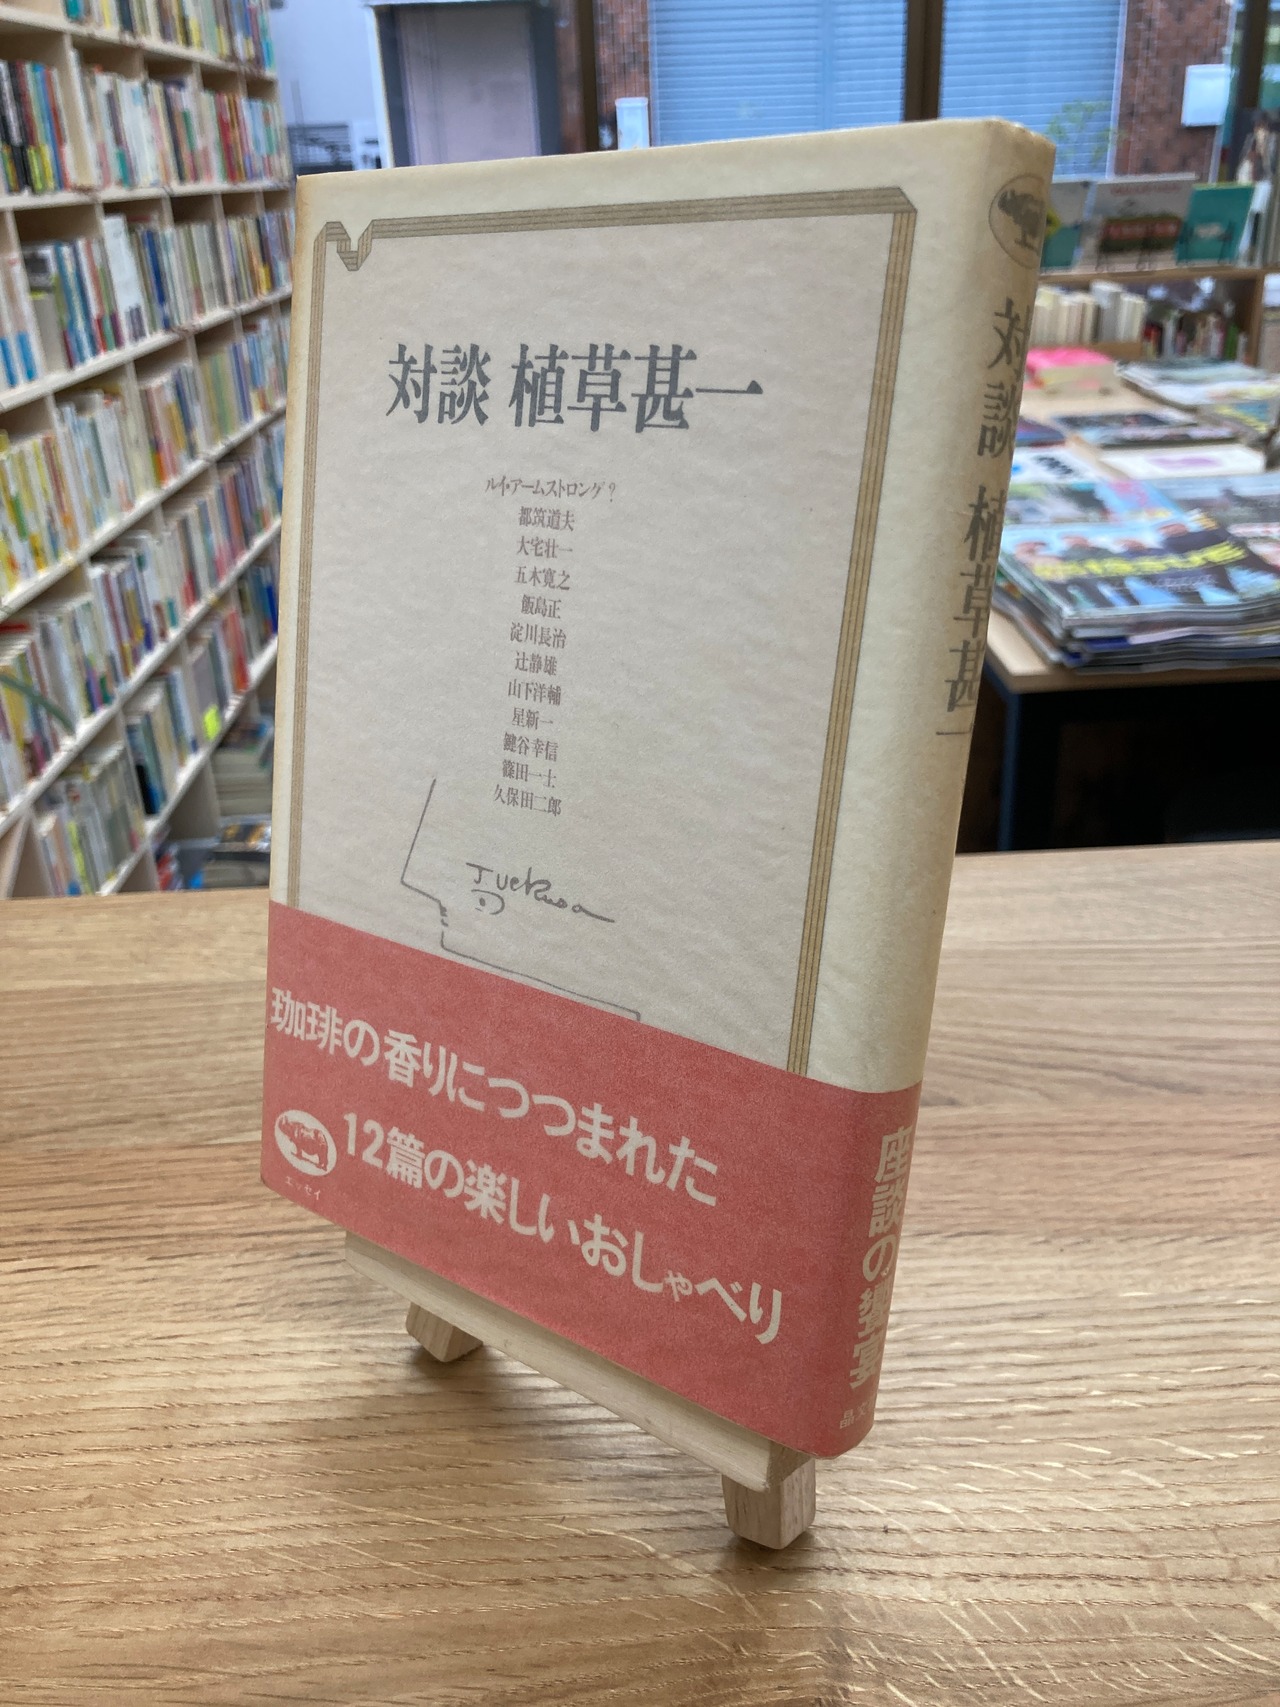 対談 植草甚一
ルイ・アームストロング?
都筑道夫
大宅壮一
五木寛之
飯島正
淀川長治
辻静雄
山下洋輔
星新一
鍵谷幸信
篠田一士
久保田二郎
J Uekusa
珈琲の香りにつつまれた
12篇の楽しいおしゃべり
エッセイ
対談 植草甚一
座談の饗宴
晶文